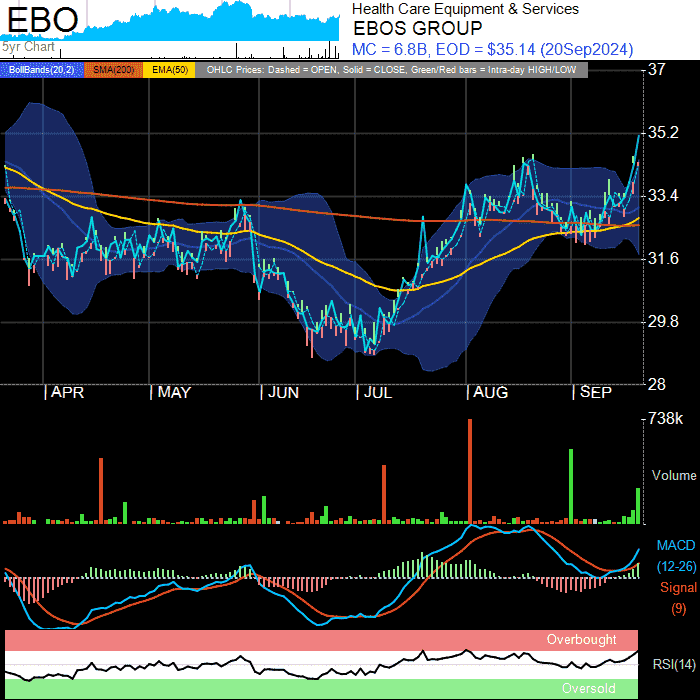 EBO
5yr Chart
Health Care Equipment & Services
EBOS GROUP
MC = 6.8B, EOD = $35.14 (20Sep2024)
BollBands(20,2) SMA(200) EMA(50) OHLC Prices: Dashed = OPEN, Solid = CLOSE, Green/Red bars = Intra-day HIGH/LOW
37
35.2
33.4
31.6
29.8
28
| APR | MAY | JUN | JUL | AUG | SEP
738k
Volume
MACD
(12-26)
Signal
(9)
Overbought
RSI(14)
Oversold